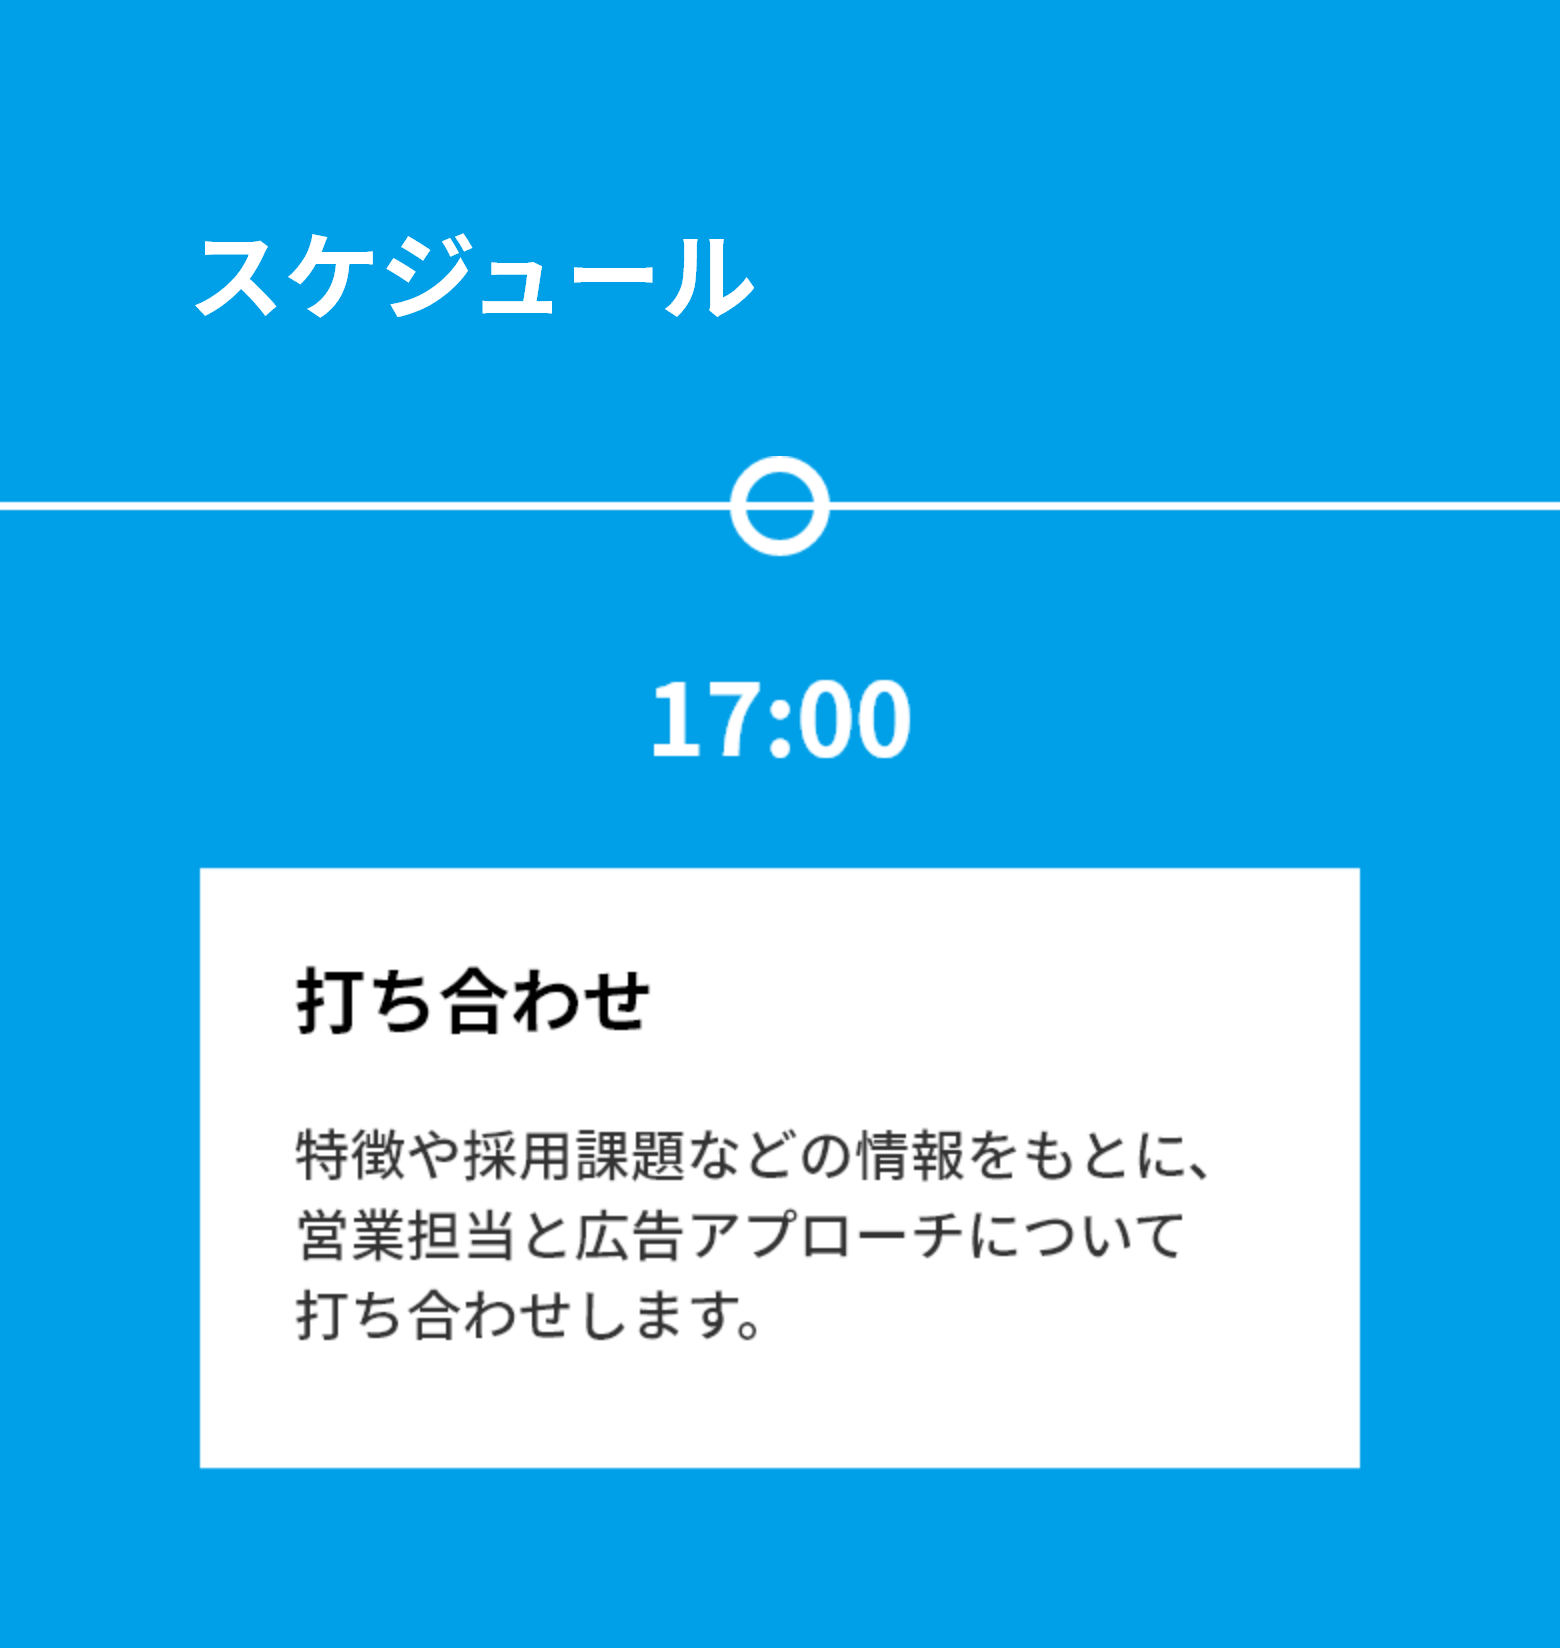 スケジュール
17:00
打ち合わせ
特徴や採用課題などの情報をもとに、
営業担当と広告アプローチについて
打ち合わせします。